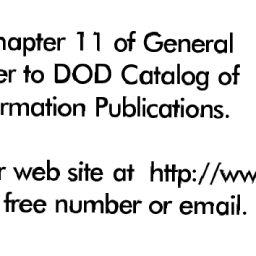 hapter 11 of General
er to DOD Catalog of
rmation Publications.
r web site at http://ww
free number or email.